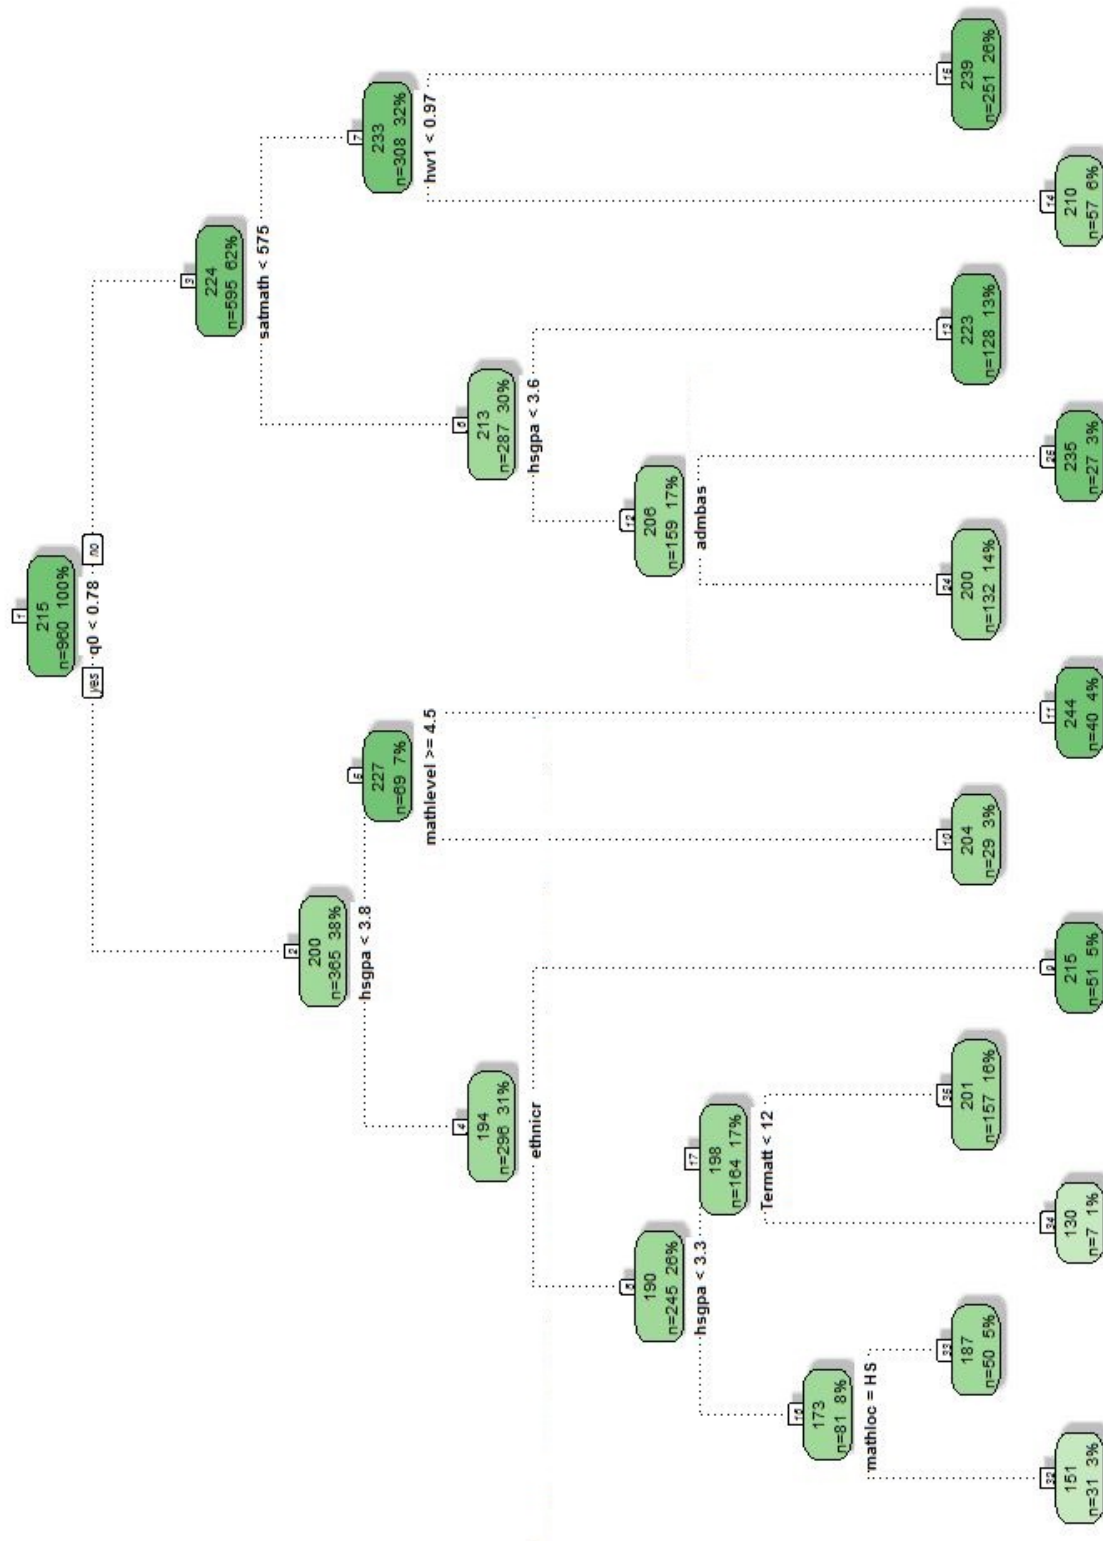 1
215
n=960 100%
yes
q0 < 0.78
no
2
200
n=365 38%
hsgpa < 3.8
3
224
n=595 62%
satmath < 575
4
194
n=296 31%
ethnicr
5
227
n=69 7%
mathlevel >= 4.5
6
213
n=287 30%
hsgpa < 3.6
7
233
n=308 32%
hw1 < 0.97
8
190
n=245 26%
hsgpa < 3.3
12
206
n=159 17%
admbas
16
173
n=81 8%
mathloc = HS
17
198
n=164 17%
Termatt < 12
32
151
n=31 3%
33
187
n=50 5%
34
130
n=7 1%
35
201
n=157 16%
9
215
n=51 5%
10
204
n=29 3%
11
244
n=40 4%
24
200
n=132 14%
25
235
n=27 3%
13
223
n=128 13%
14
210
n=57 6%
15
239
n=251 26%